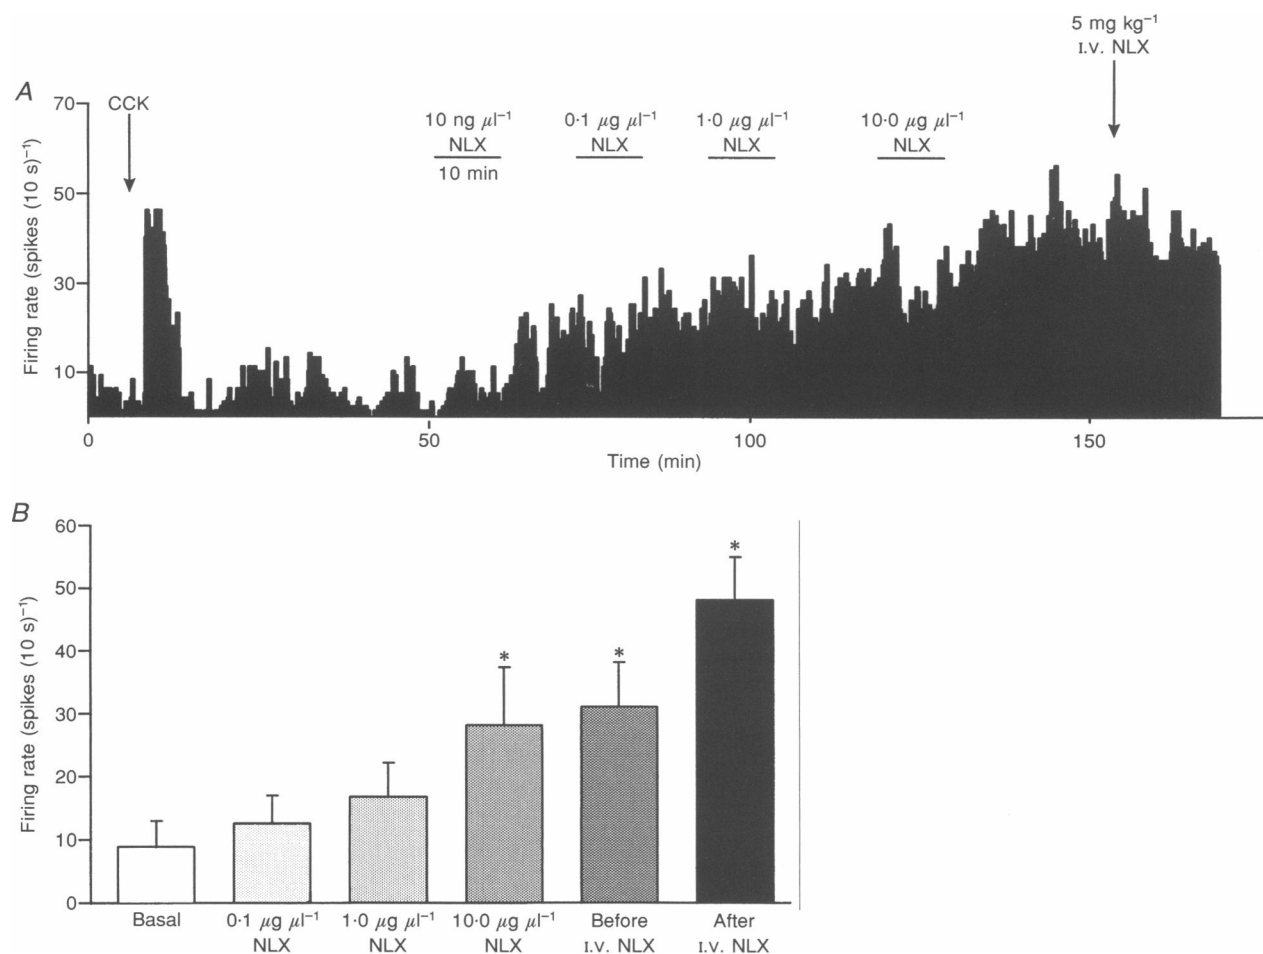 5 mg kg⁻¹
I.V. NLX
A
CCK
10 ng μl⁻¹
NLX
10 min
0·1 μg μl⁻¹
NLX
1·0 μg μl⁻¹
NLX
10·0 μg μl⁻¹
NLX
Firing rate (spikes (10 s)⁻¹)
70
50
30
10
0
50
100
150
Time (min)
B
Firing rate (spikes (10 s)⁻¹)
60
50
40
30
20
10
0
*
*
*
Basal
0·1 μg μl⁻¹
NLX
1·0 μg μl⁻¹
NLX
10·0 μg μl⁻¹
NLX
Before
I.V. NLX
After
I.V. NLX